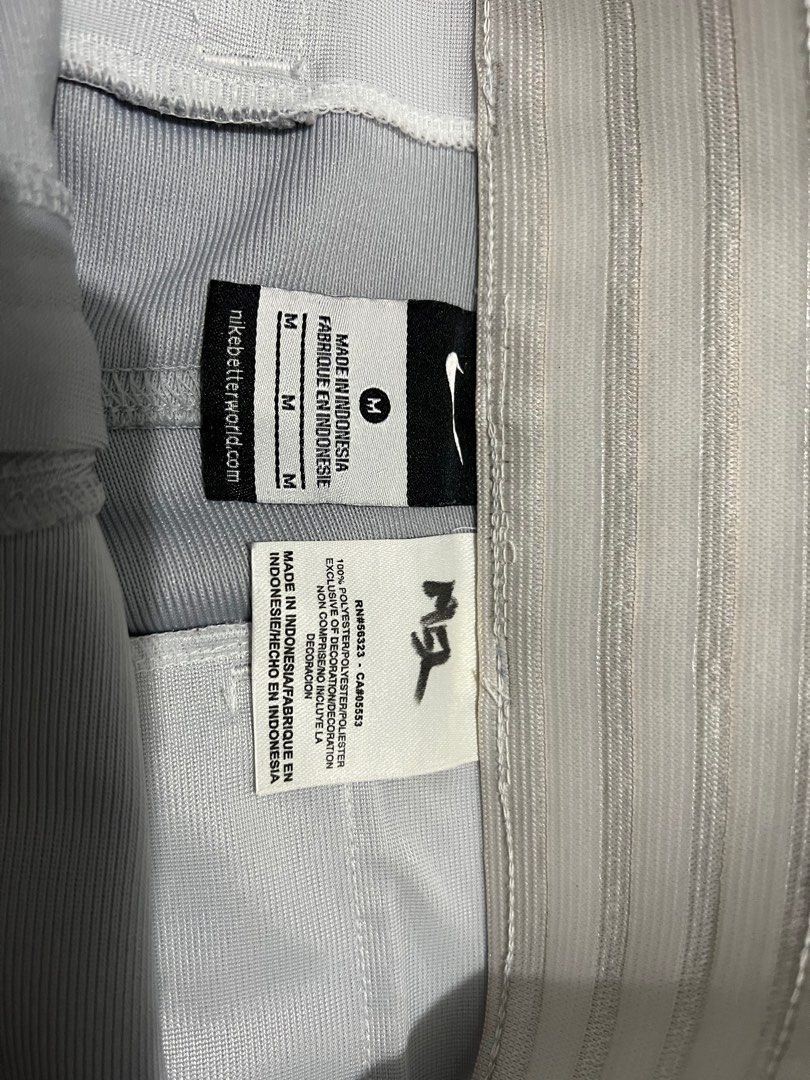 M
MADE IN INDONESIA
FABRIQUE EN INDONESIE
M M M
nikebetterworld.com
RN#56323 - CA#05553
100% POLYESTER/POLYESTER/POLIESTER
EXCLUSIVE OF DECORATION/DECORATION
NON COMPRISE/NO INCLUYE LA
DECORACION
MADE IN INDONESIA/FABRIQUE EN
INDONESIE/HECHO EN INDONESIA